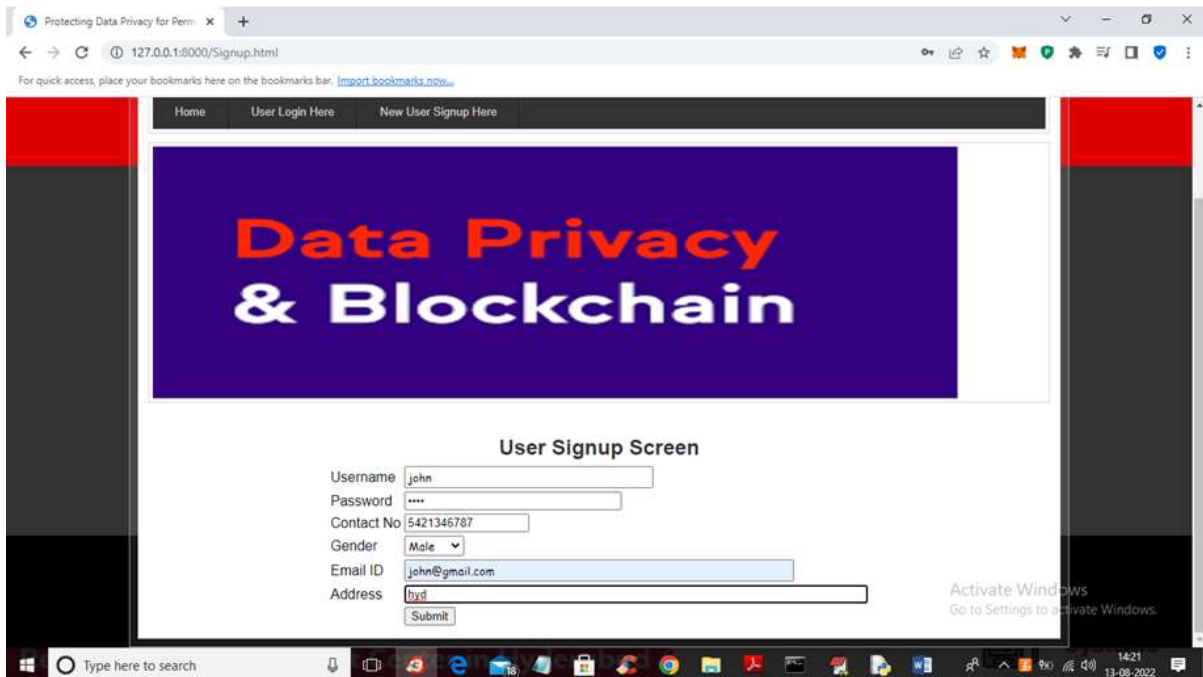 Protecting Data Privacy for Perm
127.0.0.1:8000/Signup.html
For quick access, place your bookmarks here on the bookmarks bar. Import bookmarks now...
Home User Login Here New User Signup Here
Data Privacy
& Blockchain
User Signup Screen
Username john
Password ••••
Contact No 5421346787
Gender Male
Email ID john@gmail.com
Address hyd
Submit
Activate Windows
Go to Settings to activate Windows.
Type here to search
18
14:21
13-08-2022